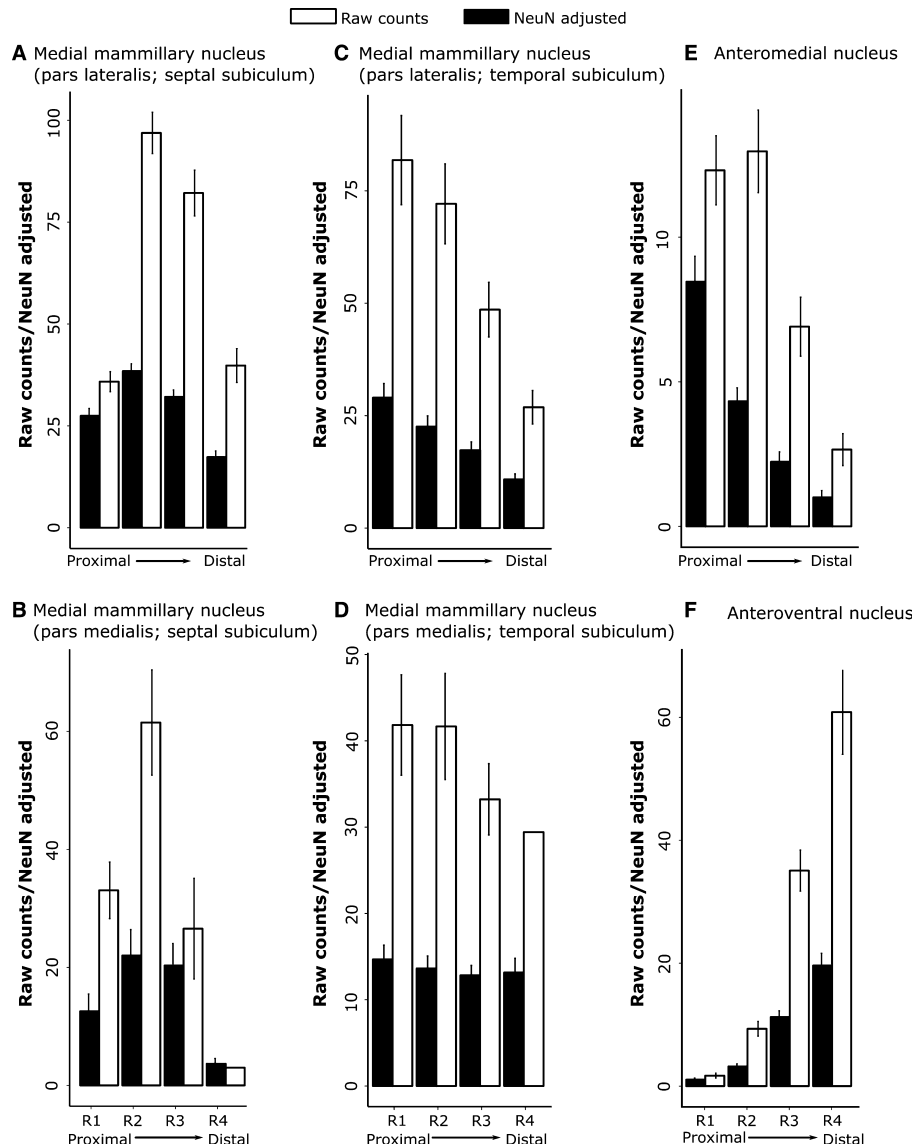 Raw counts NeuN adjusted
A Medial mammillary nucleus
(pars lateralis; septal subiculum)
Raw counts/NeuN adjusted
100
75
50
25
0
Proximal Distal
C Medial mammillary nucleus
(pars lateralis; temporal subiculum)
Raw counts/NeuN adjusted
75
50
25
0
Proximal Distal
E Anteromedial nucleus
Raw counts/NeuN adjusted
10
5
0
Proximal Distal
B Medial mammillary nucleus
(pars medialis; septal subiculum)
Raw counts/NeuN adjusted
60
40
20
0
R1 R2 R3 R4
Proximal Distal
D Medial mammillary nucleus
(pars medialis; temporal subiculum)
Raw counts/NeuN adjusted
50
40
30
20
10
0
R1 R2 R3 R4
Proximal Distal
F Anteroventral nucleus
Raw counts/NeuN adjusted
60
40
20
0
R1 R2 R3 R4
Proximal Distal